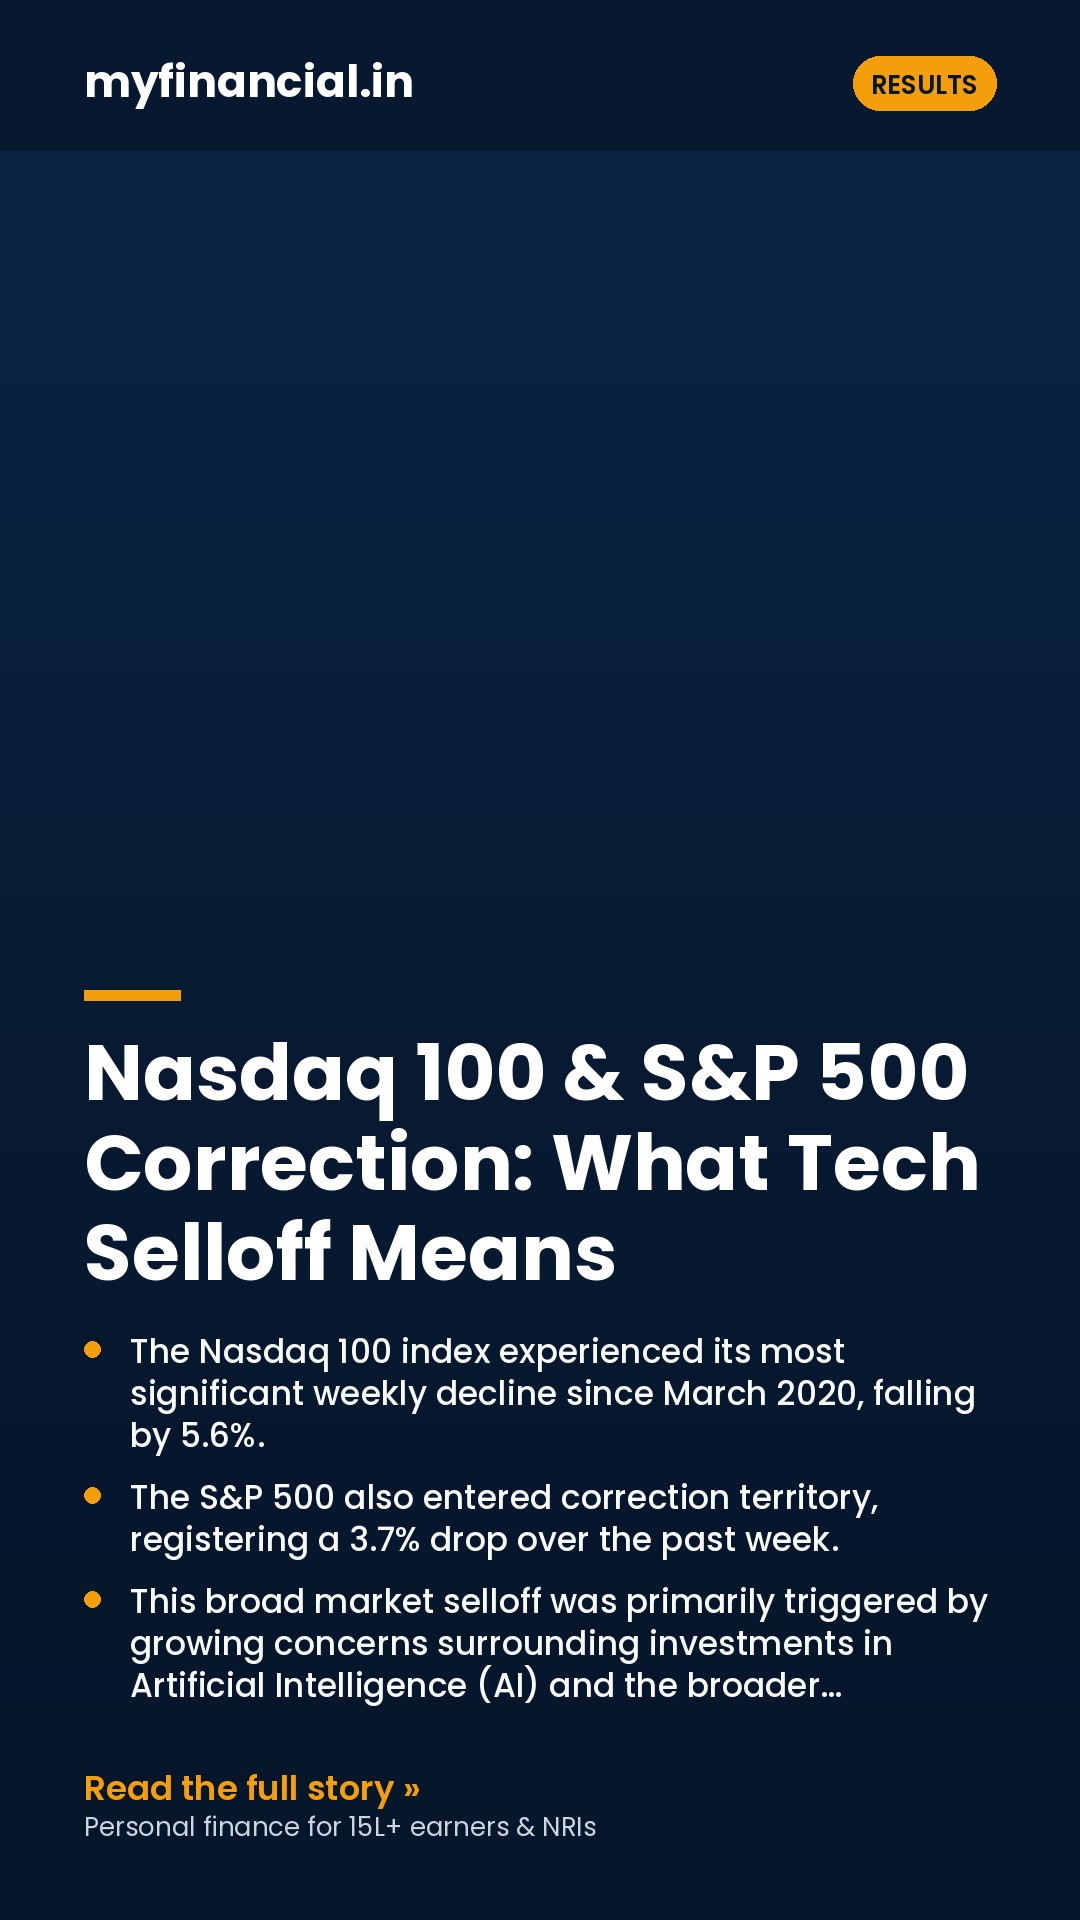 myfinancial.in
RESULTS
Nasdaq 100 & S&P 500
Correction: What Tech
Selloff Means
The Nasdaq 100 index experienced its most
significant weekly decline since March 2020, falling
by 5.6%.
The S&P 500 also entered correction territory,
registering a 3.7% drop over the past week.
This broad market selloff was primarily triggered by
growing concerns surrounding investments in
Artificial Intelligence (AI) and the broader...
Read the full story »
Personal finance for 15L+ earners & NRIs